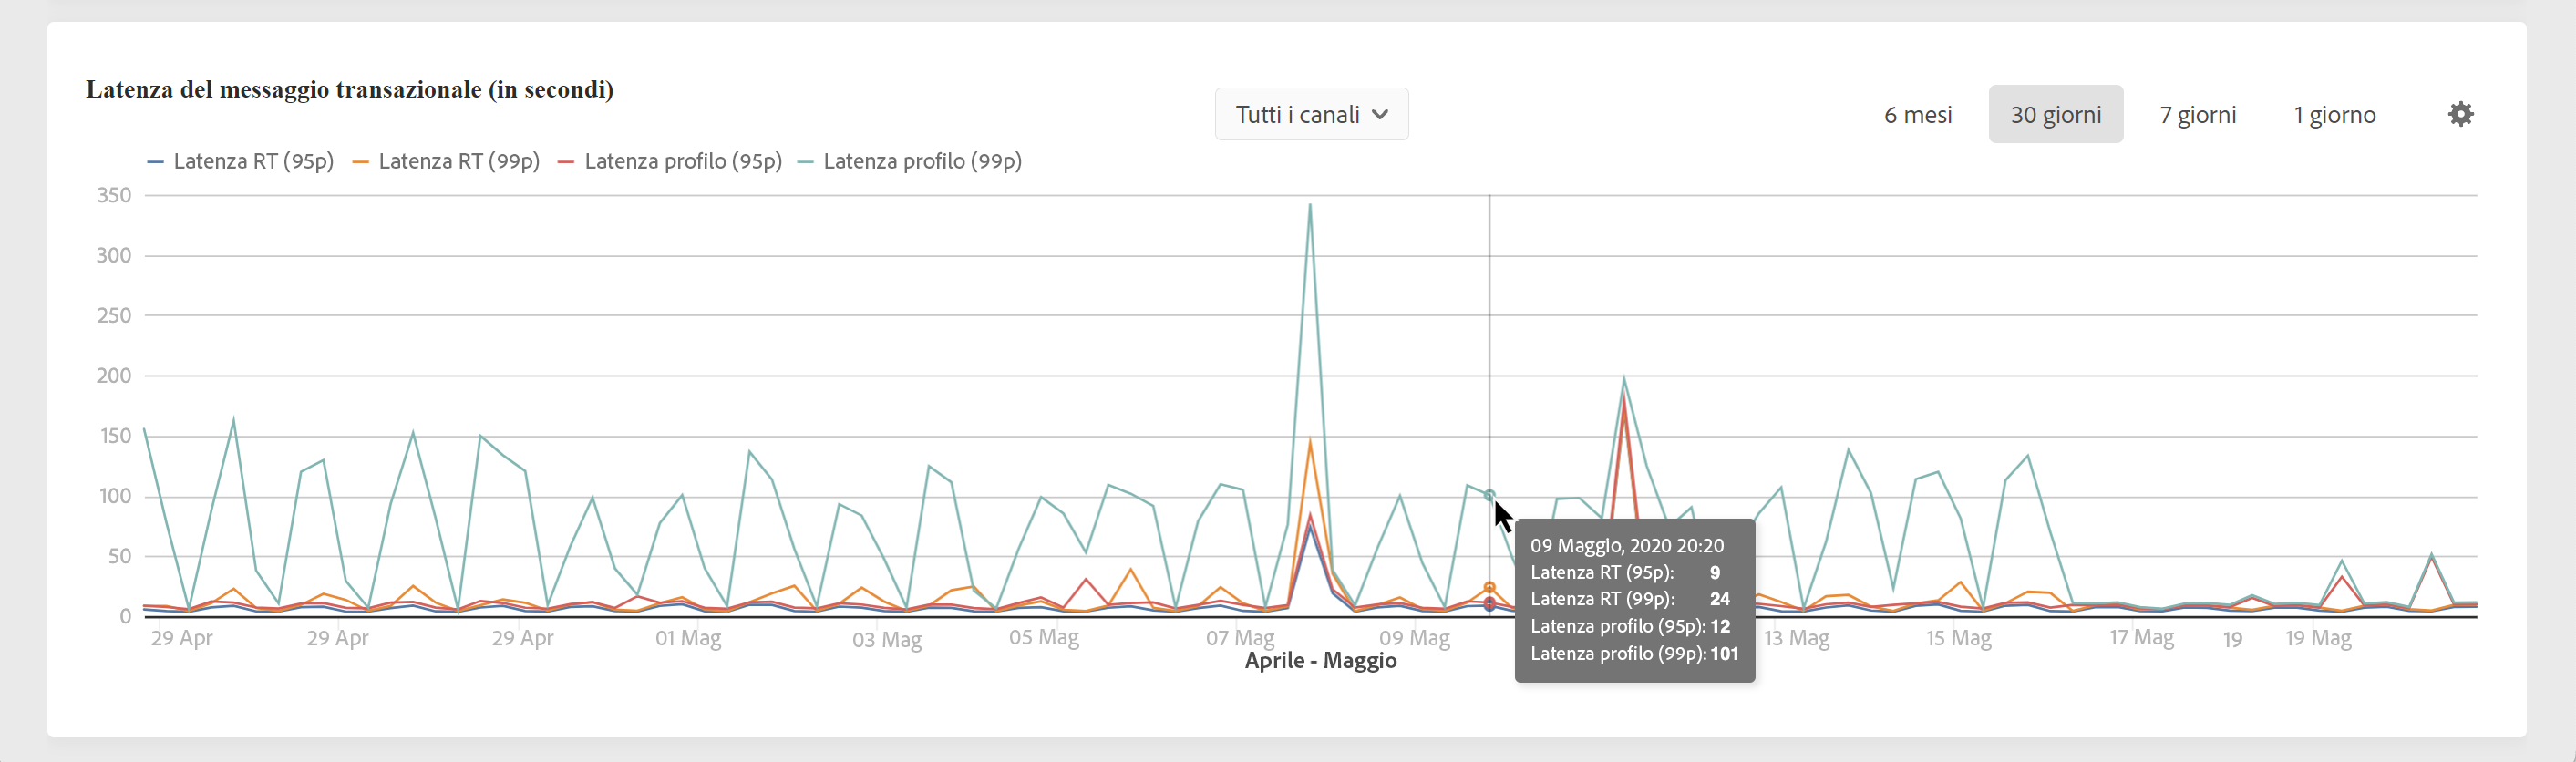 Latenza del messaggio transazionale (in secondi)
Tutti i canali
6 mesi 30 giorni 7 giorni 1 giorno
Latenza RT (95p) Latenza RT (99p) Latenza profilo (95p) Latenza profilo (99p)
350
300
250
200
150
100
50
0
09 Maggio, 2020 20:20
Latenza RT (95p): 9
Latenza RT (99p): 24
Latenza profilo (95p): 12
Latenza profilo (99p): 101
29 Apr 29 Apr 29 Apr 01 Mag 03 Mag 05 Mag 07 Mag 09 Mag 13 Mag 15 Mag 17 Mag 19 19 Mag
Aprile - Maggio